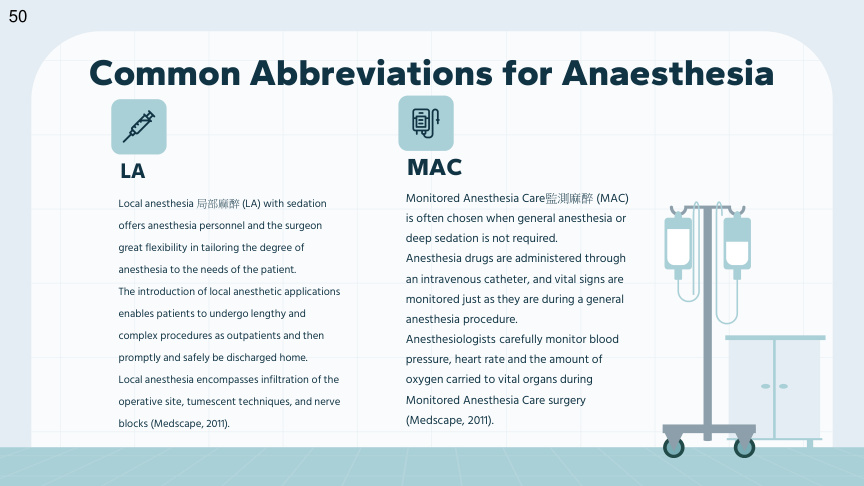 50
Common Abbreviations for Anaesthesia
LA
Local anesthesia 局部麻醉 (LA) with sedation
offers anesthesia personnel and the surgeon
great flexibility in tailoring the degree of
anesthesia to the needs of the patient.
The introduction of local anesthetic applications
enables patients to undergo lengthy and
complex procedures as outpatients and then
promptly and safely be discharged home.
Local anesthesia encompasses infiltration of the
operative site, tumescent techniques, and nerve
blocks (Medscape, 2011).
MAC
Monitored Anesthesia Care監測麻醉 (MAC)
is often chosen when general anesthesia or
deep sedation is not required.
Anesthesia drugs are administered through
an intravenous catheter, and vital signs are
monitored just as they are during a general
anesthesia procedure.
Anesthesiologists carefully monitor blood
pressure, heart rate and the amount of
oxygen carried to vital organs during
Monitored Anesthesia Care surgery
(Medscape, 2011).